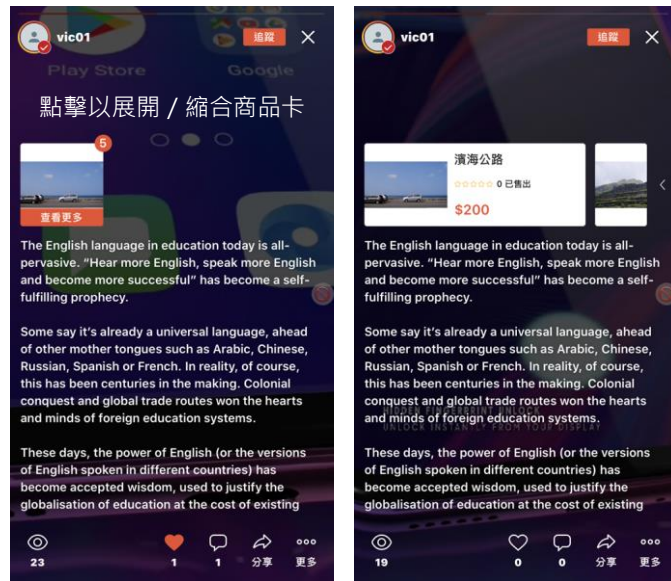 vic01
追蹤
Play Store
Google
點擊以展開 / 縮合商品卡
5
查看更多
The English language in education today is all-
pervasive. “Hear more English, speak more English
and become more successful” has become a self-
fulfilling prophecy.
Some say it’s already a universal language, ahead
of other mother tongues such as Arabic, Chinese,
Russian, Spanish or French. In reality, of course,
this has been centuries in the making. Colonial
conquest and global trade routes won the hearts
and minds of foreign education systems.
These days, the power of English (or the versions
of English spoken in different countries) has
become accepted wisdom, used to justify the
globalisation of education at the cost of existing
23
1
1
分享
更多
vic01
追蹤
濱海公路
0 已售出
$200
The English language in education today is all-
pervasive. “Hear more English, speak more English
and become more successful” has become a self-
fulfilling prophecy.
Some say it’s already a universal language, ahead
of other mother tongues such as Arabic, Chinese,
Russian, Spanish or French. In reality, of course,
this has been centuries in the making. Colonial
conquest and global trade routes won the hearts
HIDDEN FINGERPRINT UNLOCK
and minds of foreign education systems.
UNLOCK INSTANTLY FROM YOUR DISPLAY
These days, the power of English (or the versions
of English spoken in different countries) has
become accepted wisdom, used to justify the
globalisation of education at the cost of existing
19
0
0
分享
更多